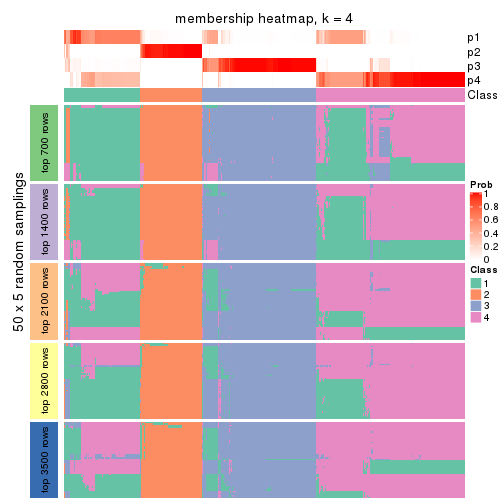 membership heatmap, k = 4
p1
p2
p3
p4
Class
50 x 5 random samplings
top 700 rows
top 1400 rows
top 2100 rows
top 2800 rows
top 3500 rows
Prob
1
0.8
0.6
0.4
0.2
0
Class
1
2
3
4